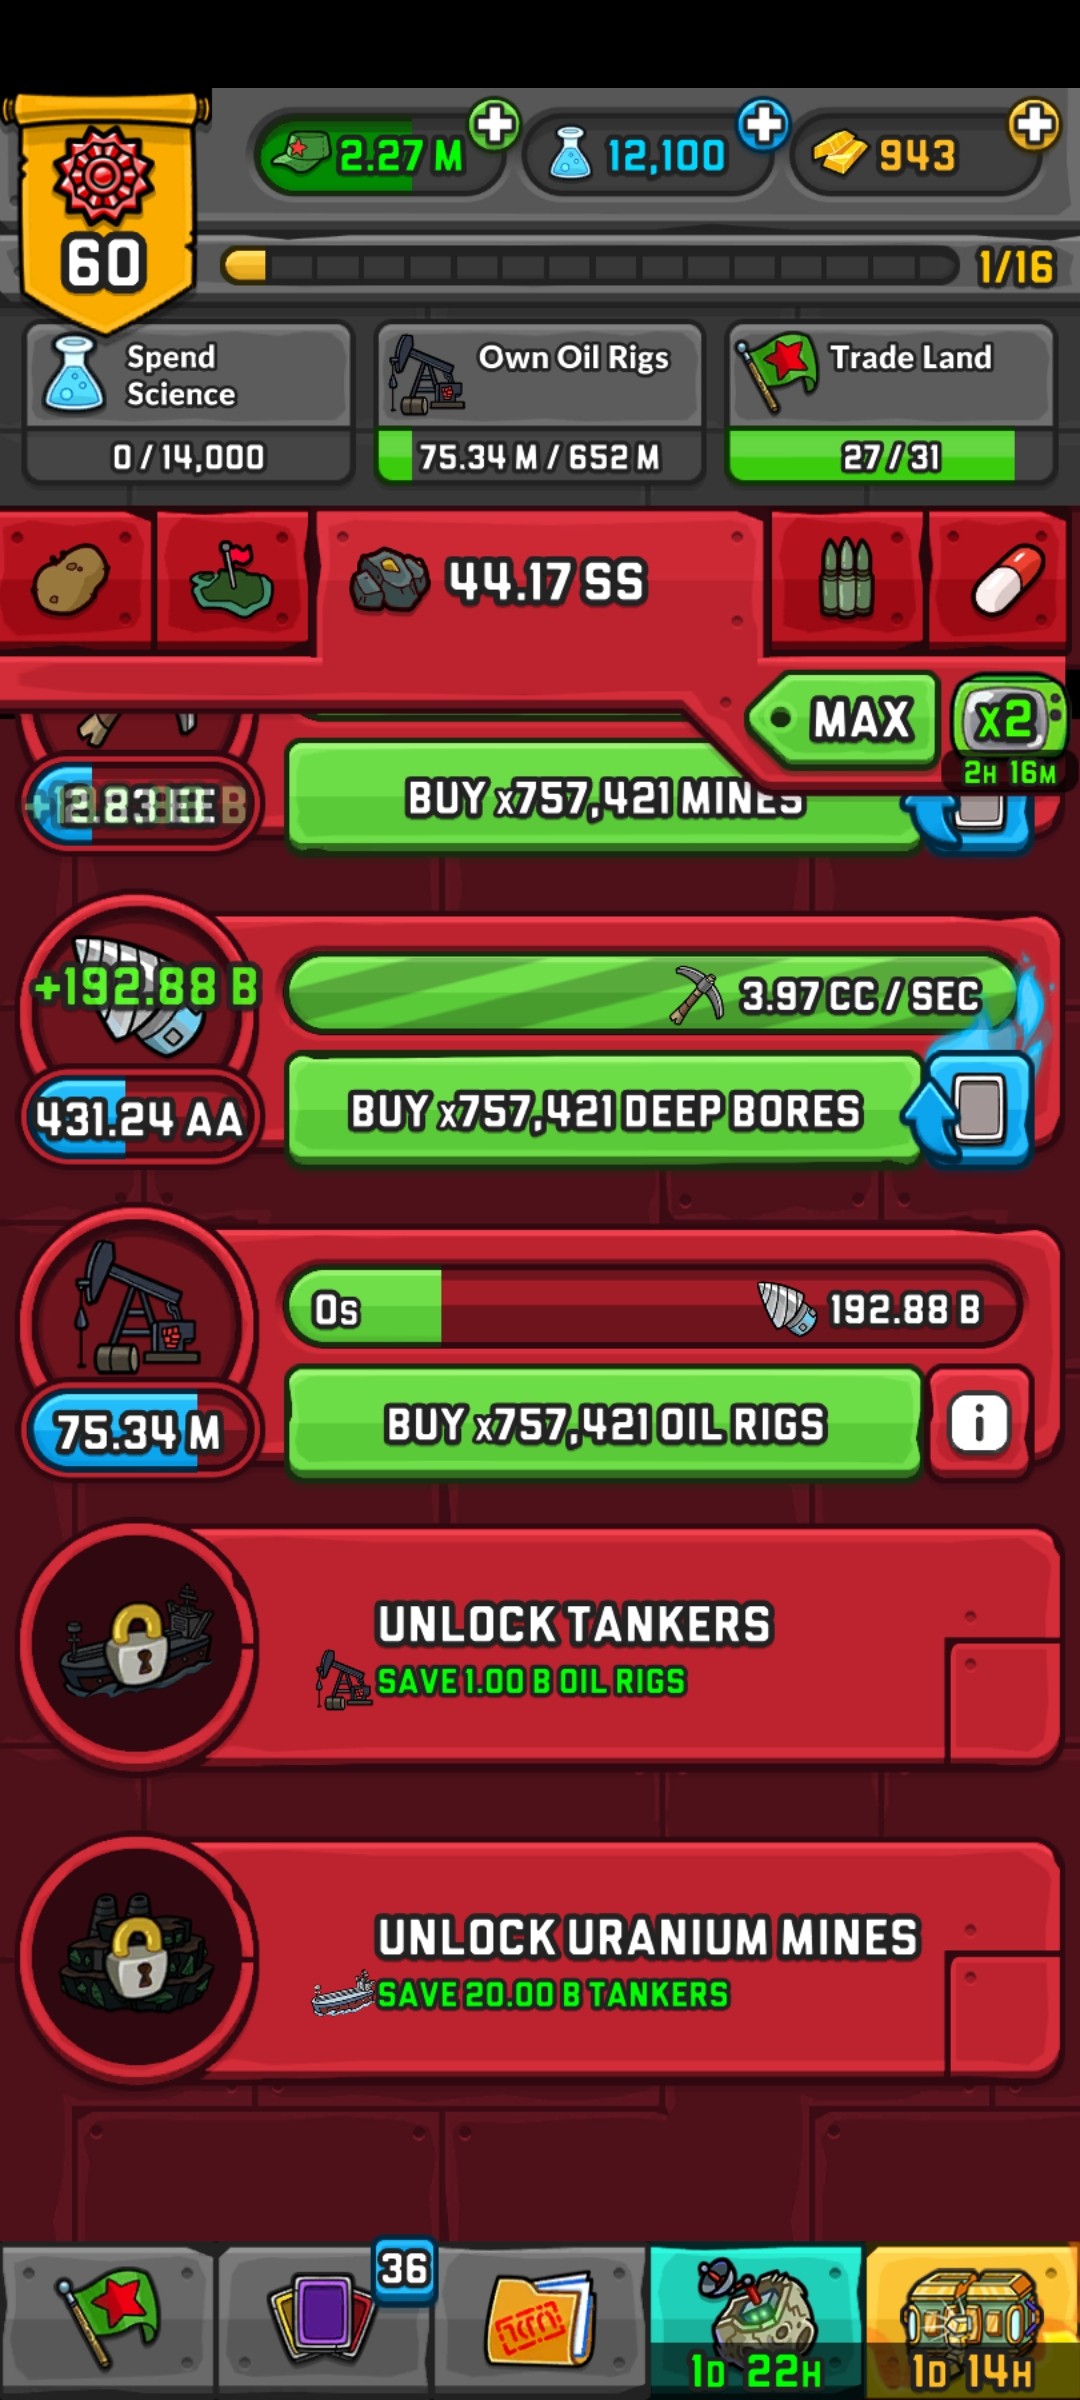 2.27 M
12,100
943
60
1/16
Spend
Science
0 / 14,000
Own Oil Rigs
75.34 M / 652 M
Trade Land
27 / 31
44.17 SS
MAX
x2
2H 16M
BUY x757,421 MINES
+192.88 B
3.97 CC / SEC
431.24 AA
BUY x757,421 DEEP BORES
0s
192.88 B
75.34 M
BUY x757,421 OIL RIGS
i
UNLOCK TANKERS
SAVE 1.00 B OIL RIGS
UNLOCK URANIUM MINES
SAVE 20.00 B TANKERS
36
1D 22H
1D 14H